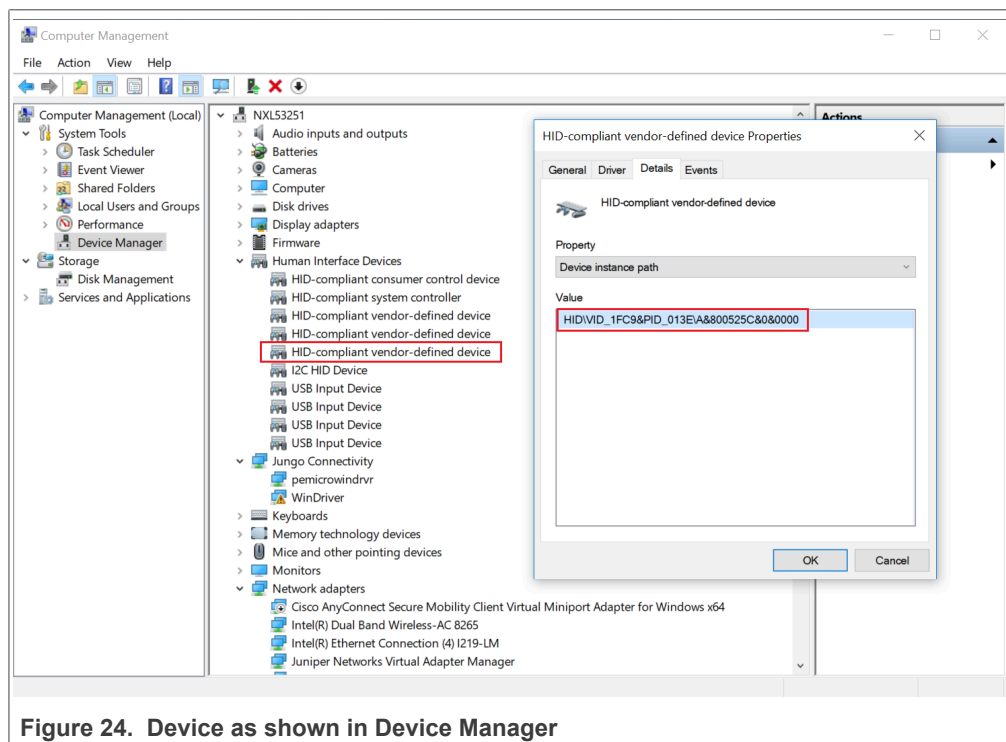 Computer Management
File Action View Help
Computer Management (Local)
System Tools
Task Scheduler
Event Viewer
Shared Folders
Local Users and Groups
Performance
Device Manager
Storage
Disk Management
Services and Applications
NXL53251
Audio inputs and outputs
Batteries
Cameras
Computer
Disk drives
Display adapters
Firmware
Human Interface Devices
HID-compliant consumer control device
HID-compliant system controller
HID-compliant vendor-defined device
HID-compliant vendor-defined device
HID-compliant vendor-defined device
I2C HID Device
USB Input Device
USB Input Device
USB Input Device
USB Input Device
Jungo Connectivity
pemicrowindrvr
WinDriver
Keyboards
Memory technology devices
Mice and other pointing devices
Monitors
Network adapters
Cisco AnyConnect Secure Mobility Client Virtual Miniport Adapter for Windows x64
Intel(R) Dual Band Wireless-AC 8265
Intel(R) Ethernet Connection (4) I219-LM
Juniper Networks Virtual Adapter Manager
Actions
HID-compliant vendor-defined device Properties
General Driver Details Events
HID-compliant vendor-defined device
Property
Device instance path
Value
HID\VID_1FC9&PID_013E\A&800525C&0&0000
OK Cancel
Figure 24. Device as shown in Device Manager